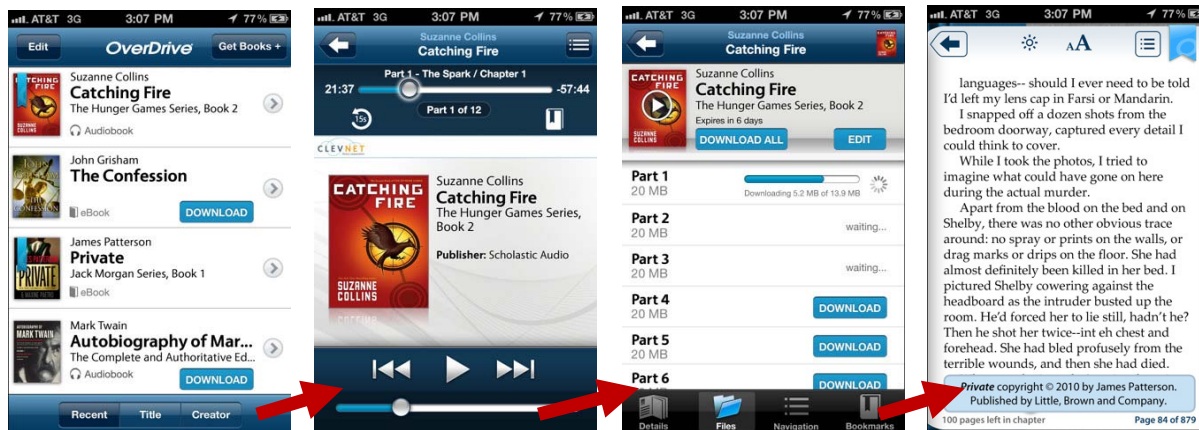 AT&T 3G 3:07 PM 77%
Edit OverDrive Get Books +
CATCHING FIRE
SUZANNE COLLINS
Suzanne Collins
Catching Fire
The Hunger Games Series, Book 2
Audiobook
John Grisham
The Confession
eBook DOWNLOAD
PRIVATE
James Patterson
Private
Jack Morgan Series, Book 1
eBook
MARK TWAIN
Mark Twain
Autobiography of Mar...
The Complete and Authoritative Ed...
Audiobook DOWNLOAD
Recent Title Creator
AT&T 3G 3:07 PM 77%
Suzanne Collins
Catching Fire
Part 1 - The Spark / Chapter 1
21:37 -57:44
15s Part 1 of 12
CLEVNET
CATCHING FIRE
SUZANNE COLLINS
Suzanne Collins
Catching Fire
The Hunger Games Series,
Book 2
Publisher: Scholastic Audio
AT&T 3G 3:07 PM 77%
Suzanne Collins
Catching Fire
CATCHING FIRE
SUZANNE COLLINS
Suzanne Collins
Catching Fire
The Hunger Games Series, Book 2
Expires in 6 days
DOWNLOAD ALL EDIT
Part 1
20 MB Downloading 5.2 MB of 13.9 MB
Part 2
20 MB waiting...
Part 3
20 MB waiting...
Part 4
20 MB DOWNLOAD
Part 5
20 MB DOWNLOAD
Part 6
DOWNLOAD
Details Files Navigation Bookmarks
AT&T 3G 3:07 PM 77%
AA
languages-- should I ever need to be told
I'd left my lens cap in Farsi or Mandarin.
I snapped off a dozen shots from the
bedroom doorway, captured every detail I
could think to cover.
While I took the photos, I tried to
imagine what could have gone on here
during the actual murder.
Apart from the blood on the bed and on
Shelby, there was no other obvious trace
around: no spray or prints on the walls, or
drag marks or drips on the floor. She had
almost definitely been killed in her bed. I
pictured Shelby cowering against the
headboard as the intruder busted up the
room. He'd forced her to lie still, hadn't he?
Then he shot her twice--int eh chest and
forehead. She had bled profusely from the
terrible wounds, and then she had died.
Private copyright © 2010 by James Patterson.
Published by Little, Brown and Company.
100 pages left in chapter Page 84 of 879